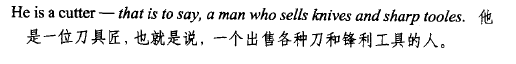 He is a cutter — that is to say, a man who sells knives and sharp tooles. 他
是一位刀具匠，也就是说，一个出售各种刀和锋利工具的人。